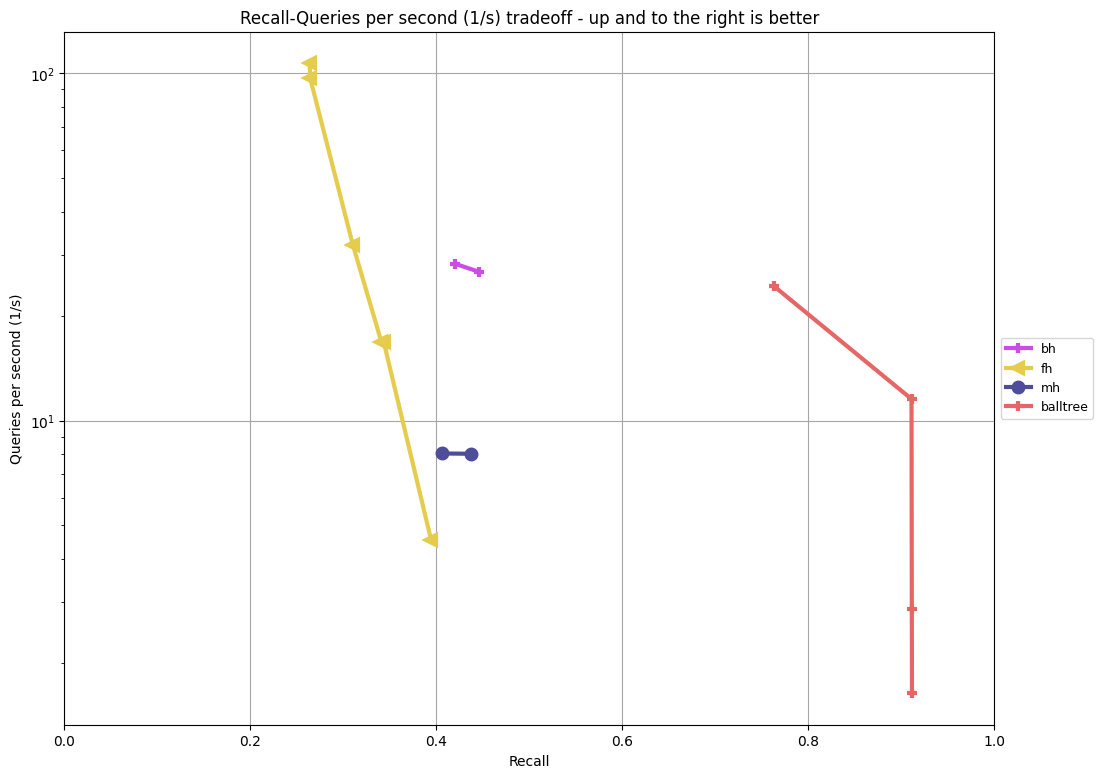 Recall-Queries per second (1/s) tradeoff - up and to the right is better
10²
10¹
Queries per second (1/s)
0.0 0.2 0.4 0.6 0.8 1.0
Recall
bh
fh
mh
balltree